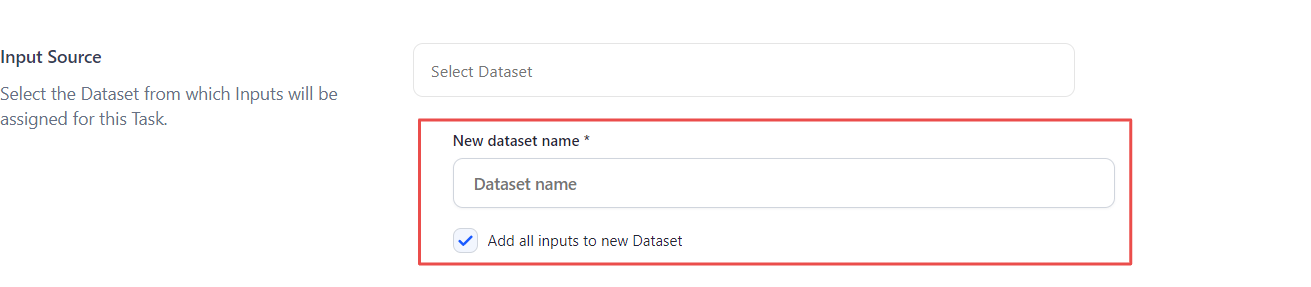 Input Source
Select the Dataset from which Inputs will be
assigned for this Task.
Select Dataset
New dataset name *
Dataset name
Add all inputs to new Dataset